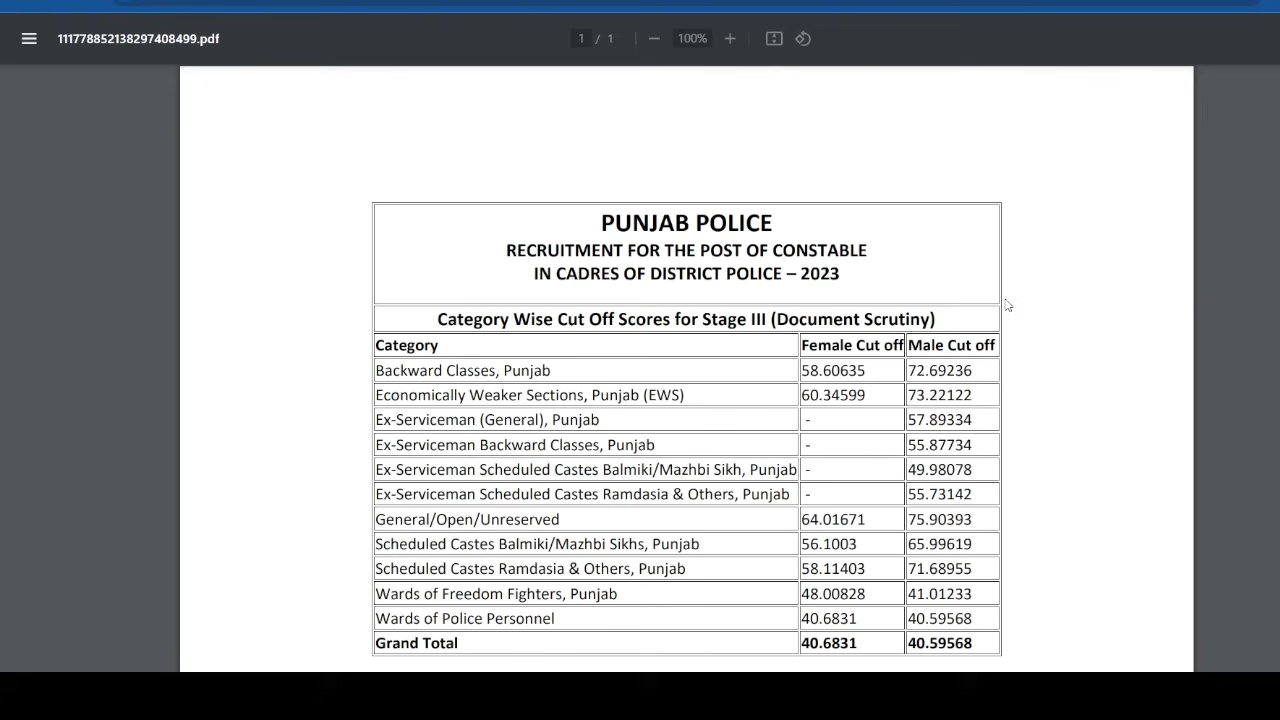 111778852138297408499.pdf
1 / 1
100%
PUNJAB POLICE
RECRUITMENT FOR THE POST OF CONSTABLE
IN CADRES OF DISTRICT POLICE – 2023
Category Wise Cut Off Scores for Stage III (Document Scrutiny)
Category Female Cut off Male Cut off
Backward Classes, Punjab 58.60635 72.69236
Economically Weaker Sections, Punjab (EWS) 60.34599 73.22122
Ex-Serviceman (General), Punjab - 57.89334
Ex-Serviceman Backward Classes, Punjab - 55.87734
Ex-Serviceman Scheduled Castes Balmiki/Mazhbi Sikh, Punjab - 49.98078
Ex-Serviceman Scheduled Castes Ramdasia & Others, Punjab - 55.73142
General/Open/Unreserved 64.01671 75.90393
Scheduled Castes Balmiki/Mazhbi Sikhs, Punjab 56.1003 65.99619
Scheduled Castes Ramdasia & Others, Punjab 58.11403 71.68955
Wards of Freedom Fighters, Punjab 48.00828 41.01233
Wards of Police Personnel 40.6831 40.59568
Grand Total 40.6831 40.59568